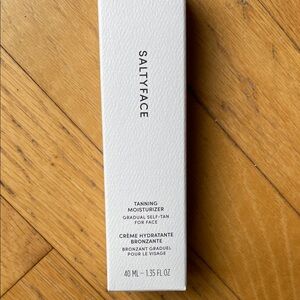 SALTYFACE
TANNING
MOISTURIZER
GRADUAL SELF-TAN
FOR FACE
CRÈME HYDRATANTE
BRONZANTE
BRONZANT GRADUEL
POUR LE VISAGE
40 ML – 1.35 FL OZ